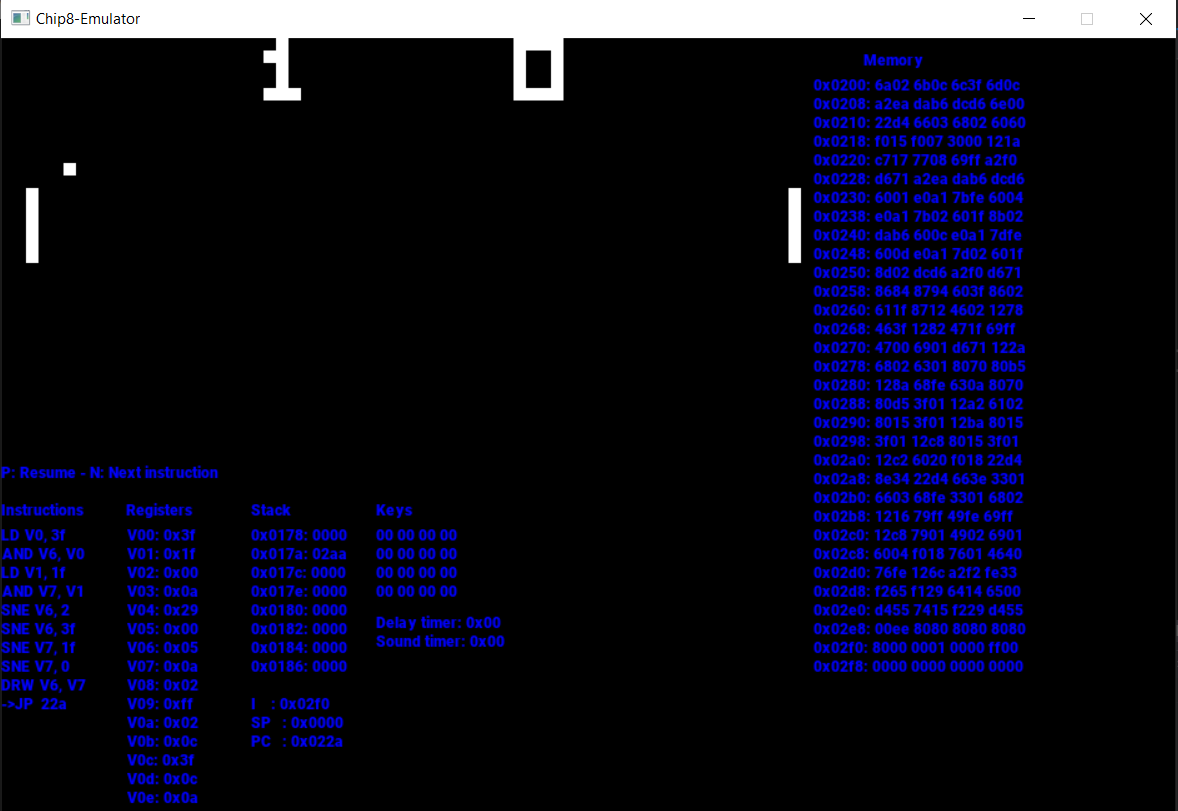 Chip8-Emulator
1 0
Memory
0x0200: 6a02 6b0c 6c3f 6d0c
0x0208: a2ea dab6 dcd6 6e00
0x0210: 22d4 6603 6802 6060
0x0218: f015 f007 3000 121a
0x0220: c717 7708 69ff a2f0
0x0228: d671 a2ea dab6 dcd6
0x0230: 6001 e0a1 7bfe 6004
0x0238: e0a1 7b02 601f 8b02
0x0240: dab6 600c e0a1 7dfe
0x0248: 600d e0a1 7d02 601f
0x0250: 8d02 dcd6 a2f0 d671
0x0258: 8684 8794 603f 8602
0x0260: 611f 8712 4602 1278
0x0268: 463f 1282 471f 69ff
0x0270: 4700 6901 d671 122a
0x0278: 6802 6301 8070 80b5
0x0280: 128a 68fe 630a 8070
0x0288: 80d5 3f01 12a2 6102
0x0290: 8015 3f01 12ba 8015
0x0298: 3f01 12c8 8015 3f01
0x02a0: 12c2 6020 f018 22d4
0x02a8: 8e34 22d4 663e 3301
0x02b0: 6603 68fe 3301 6802
0x02b8: 1216 79ff 49fe 69ff
0x02c0: 12c8 7901 4902 6901
0x02c8: 6004 f018 7601 4640
0x02d0: 76fe 126c a2f2 fe33
0x02d8: f265 f129 6414 6500
0x02e0: d455 7415 f229 d455
0x02e8: 00ee 8080 8080 8080
0x02f0: 8000 0001 0000 ff00
0x02f8: 0000 0000 0000 0000
P: Resume - N: Next instruction
Instructions
LD V0, 3f
AND V6, V0
LD V1, 1f
AND V7, V1
SNE V6, 2
SNE V6, 3f
SNE V7, 1f
SNE V7, 0
DRW V6, V7
->JP 22a
Registers
V00: 0x3f
V01: 0x1f
V02: 0x00
V03: 0x0a
V04: 0x29
V05: 0x00
V06: 0x05
V07: 0x0a
V08: 0x02
V09: 0xff
V0a: 0x02
V0b: 0x0c
V0c: 0x3f
V0d: 0x0c
V0e: 0x0a
Stack
0x0178: 0000
0x017a: 02aa
0x017c: 0000
0x017e: 0000
0x0180: 0000
0x0182: 0000
0x0184: 0000
0x0186: 0000
I : 0x02f0
SP : 0x0000
PC : 0x022a
Keys
00 00 00 00
00 00 00 00
00 00 00 00
00 00 00 00
Delay timer: 0x00
Sound timer: 0x00